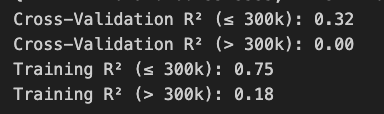 Cross-Validation R² (≤ 300k): 0.32
Cross-Validation R² (> 300k): 0.00
Training R² (≤ 300k): 0.75
Training R² (> 300k): 0.18